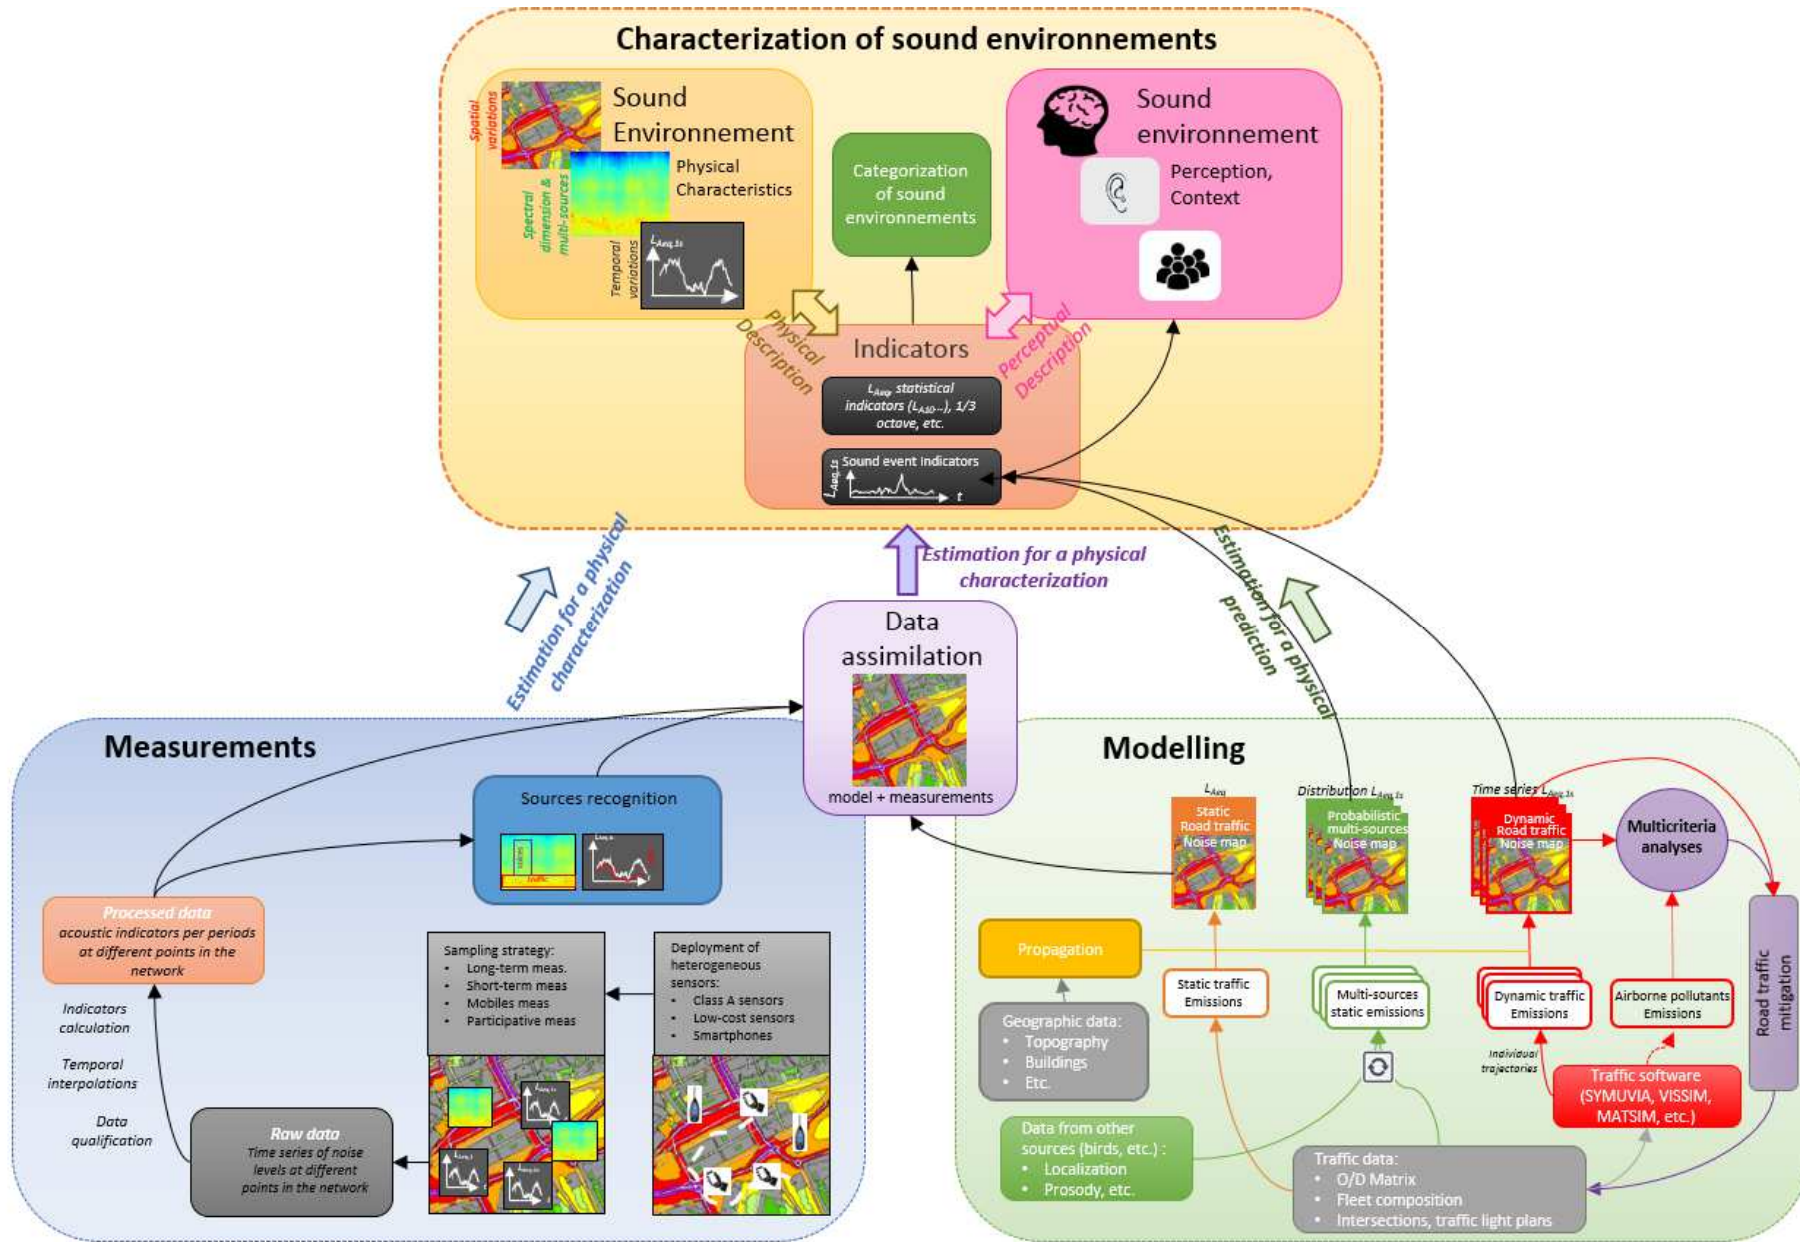 Characterization of sound environnements
Spatial
variations
Sound
Environnement
Physical
Characteristics
Spectral
dimension &
multi-sources
Temporal
variations
LAeq,1s
Categorization
of sound
environnements
Sound
environnement
Perception,
Context
Physical
Description
Perceptual
Description
Indicators
LAeq, statistical
indicators (LA10...), 1/3
octave, etc.
Sound event indicators
LAeq,1s
t
Estimation for a physical
characterization
Estimation for a physical
characterization
Estimation for a physical
prediction
Data
assimilation
model + measurements
Measurements
Sources recognition
voices
traffic
Processed data
acoustic indicators per periods
at different points in the
network
Indicators
calculation
Temporal
interpolations
Data
qualification
Raw data
Time series of noise
levels at different
points in the network
Sampling strategy:
• Long-term meas.
• Short-term meas
• Mobiles meas
• Participative meas
Deployment of
heterogeneous
sensors:
• Class A sensors
• Low-cost sensors
• Smartphones
Modelling
LAeq
Static
Road traffic
Noise map
Distribution LAeq,1s
Probabilistic
multi-sources
Noise map
Time series LAeq,1s
Dynamic
Road traffic
Noise map
Multicriteria
analyses
Road traffic
mitigation
Propagation
Static traffic
Emissions
Multi-sources
static emissions
Dynamic traffic
Emissions
Airborne pollutants
Emissions
Geographic data:
• Topography
• Buildings
• Etc.
Individual
trajectories
Traffic software
(SYMUVIA, VISSIM,
MATSIM, etc.)
Data from other
sources (birds, etc.) :
• Localization
• Prosody, etc.
Traffic data:
• O/D Matrix
• Fleet composition
• Intersections, traffic light plans